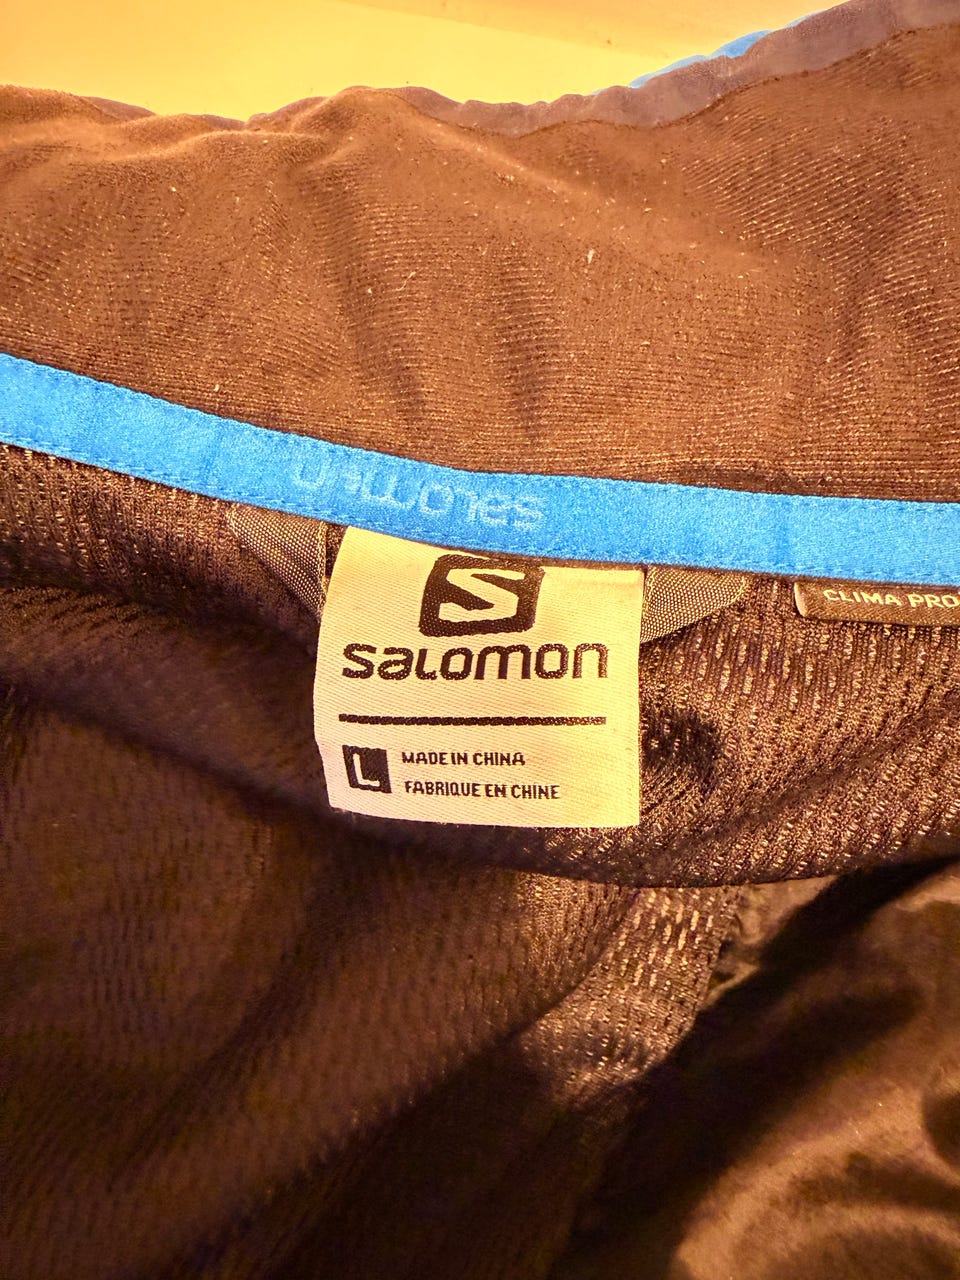 salomon
S
salomon
CLIMA PRO
L
MADE IN CHINA
FABRIQUE EN CHINE